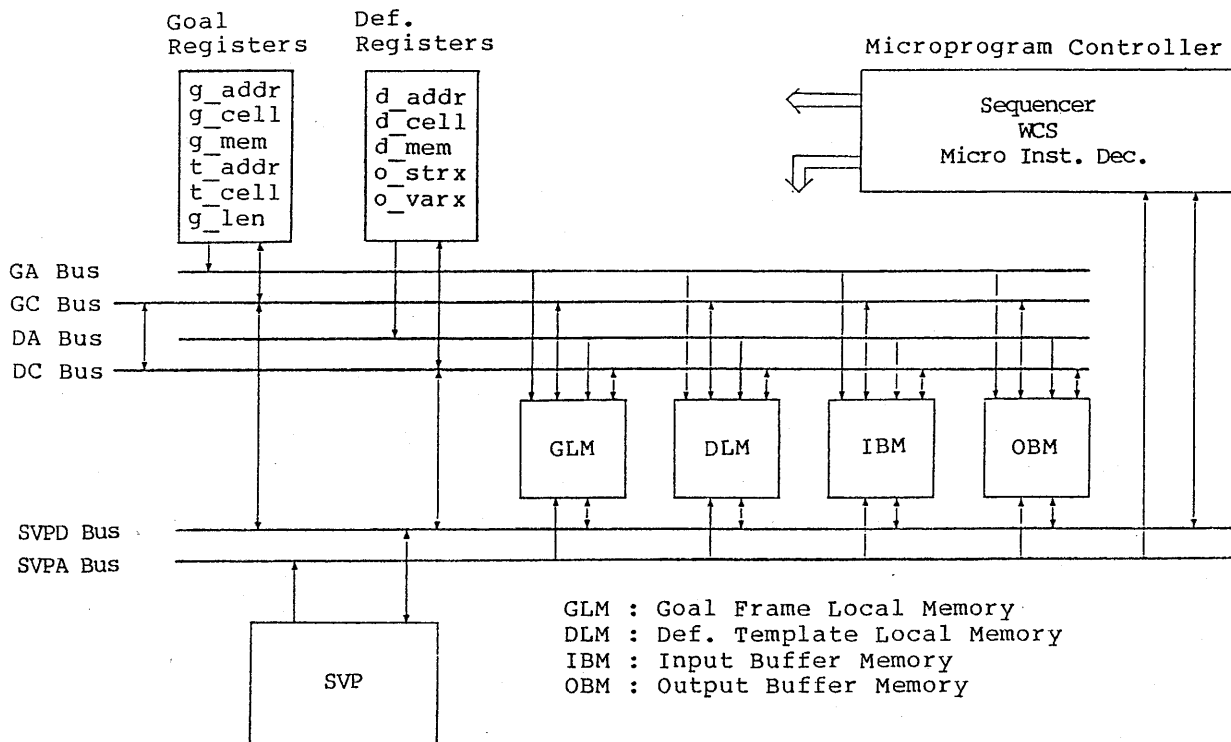 Goal
Registers
Def.
Registers
Microprogram Controller
g_addr
g_cell
g_mem
t_addr
t_cell
g_len
d_addr
d_cell
d_mem
o_strx
o_varx
Sequencer
WCS
Micro Inst. Dec.
GA Bus
GC Bus
DA Bus
DC Bus
GLM
DLM
IBM
OBM
SVPD Bus
SVPA Bus
SVP
GLM : Goal Frame Local Memory
DLM : Def. Template Local Memory
IBM : Input Buffer Memory
OBM : Output Buffer Memory